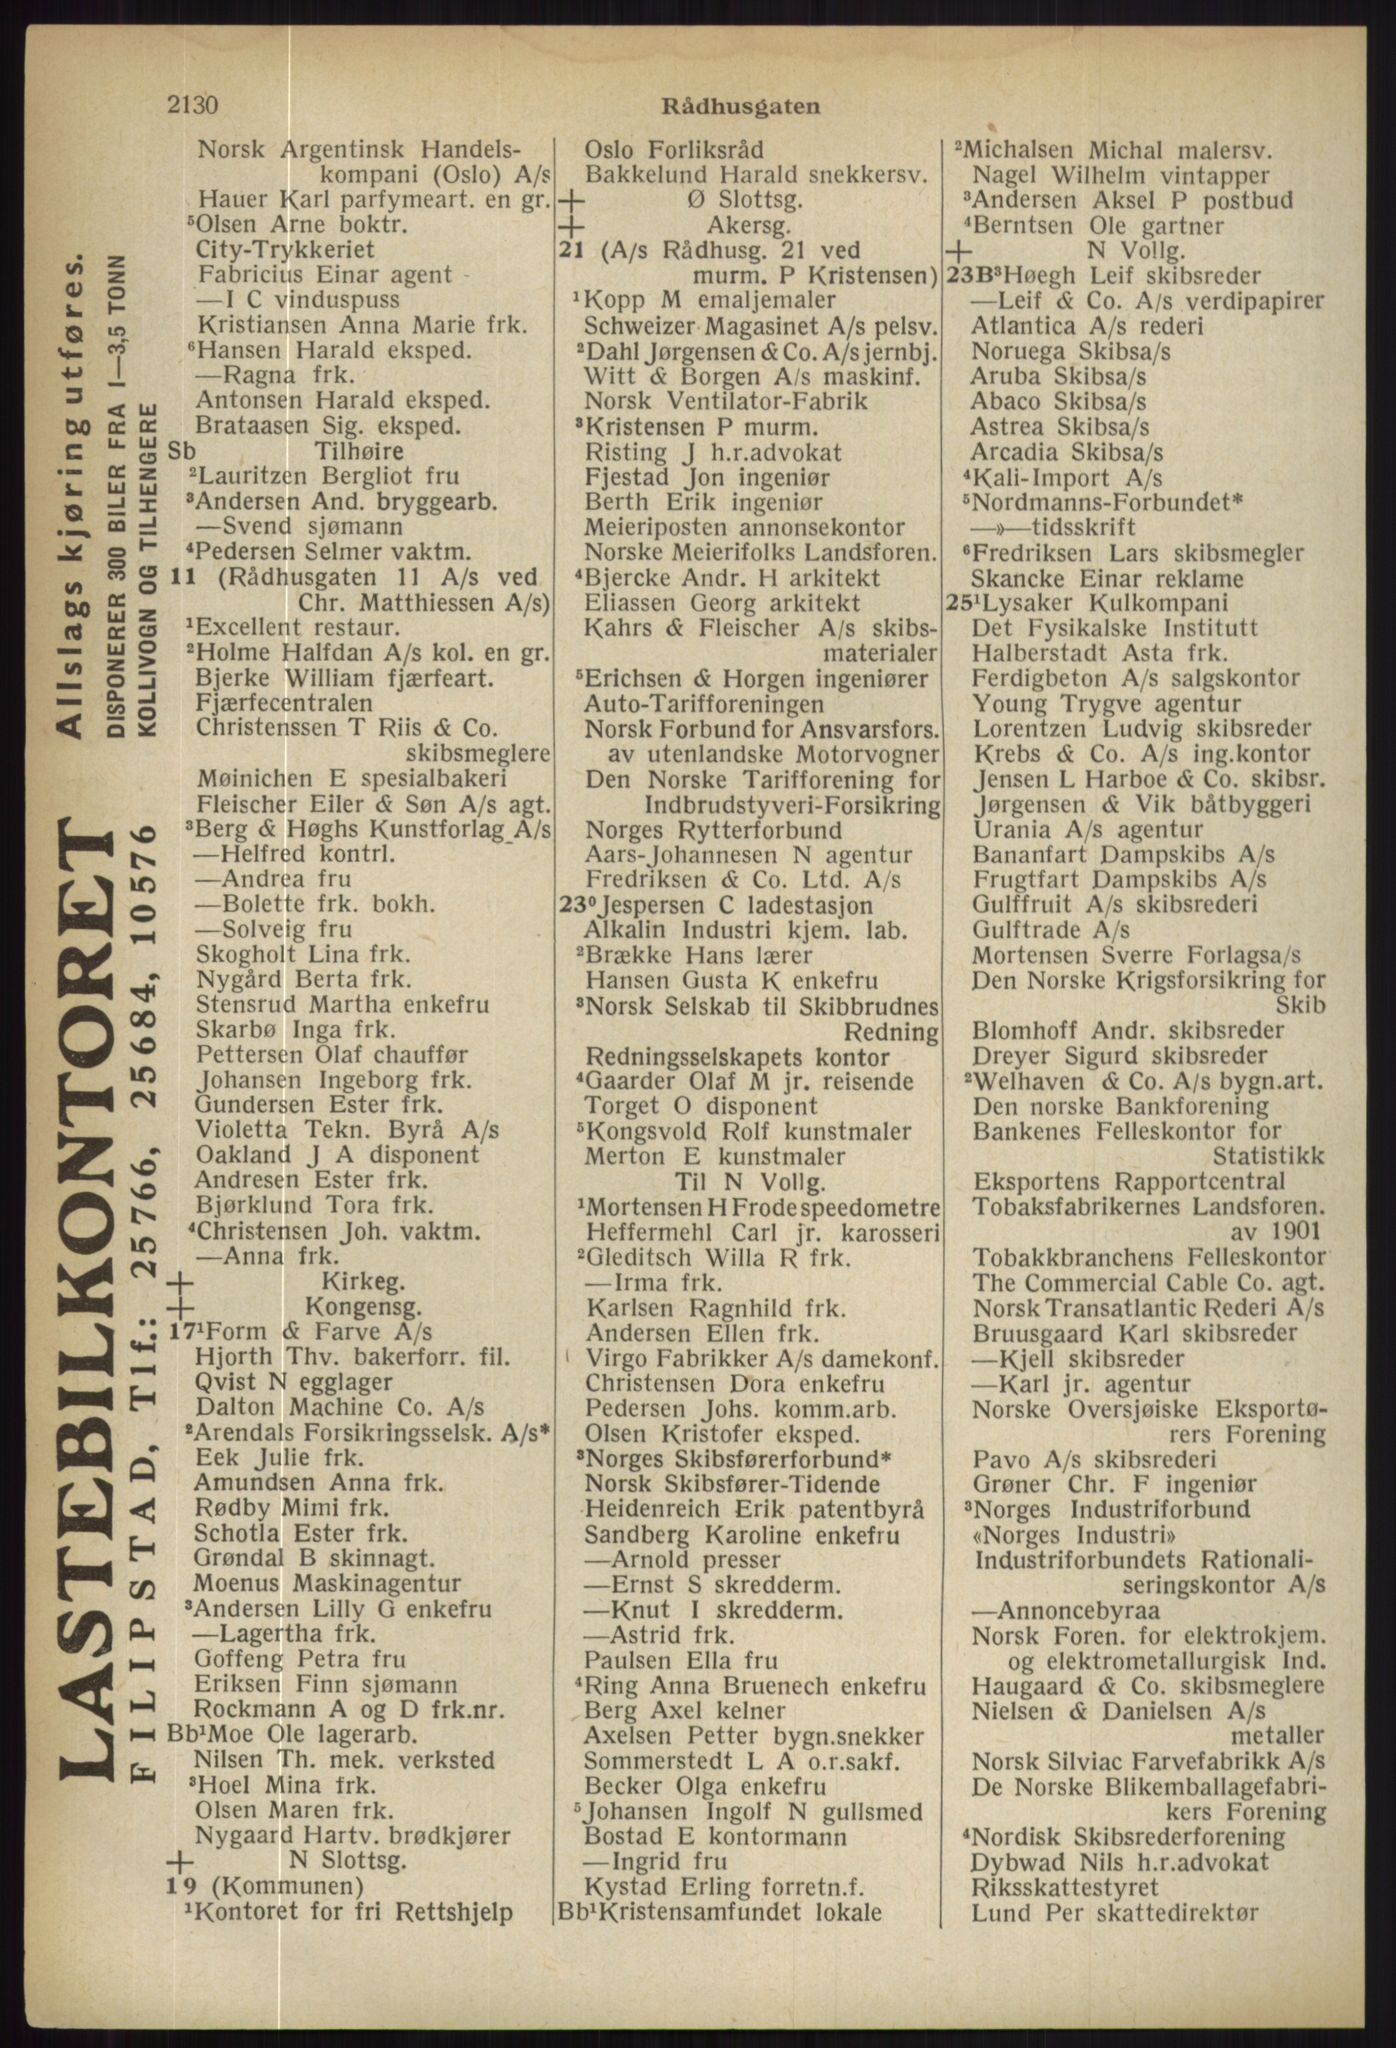 2130
Rådhusgaten
LASTEBILKONTORET
FILIPSTAD, Tlf.: 25766, 25684, 10576
Allslags kjøring utføres.
DISPONERER 300 BILER FRA 1—3,5 TONN
KOLLIVOGN OG TILHENGERE
Norsk Argentinsk Handels-
kompani (Oslo) A/s
Hauer Karl parfymeart. en gr.
⁵Olsen Arne boktr.
City-Trykkeriet
Fabricius Einar agent
—I C vinduspuss
Kristiansen Anna Marie frk.
⁶Hansen Harald eksped.
—Ragna frk.
Antonsen Harald eksped.
Brataasen Sig. eksped.
Sb Tilhøire
²Lauritzen Bergliot fru
³Andersen And. bryggearb.
—Svend sjømann
⁴Pedersen Selmer vaktm.
11 (Rådhusgaten 11 A/s ved
Chr. Matthiessen A/s)
¹Excellent restaur.
²Holme Halfdan A/s kol. en gr.
Bjerke William fjærfeart.
Fjærfecentralen
Christenssen T Riis & Co.
skibsmeglere
Møinichen E spesialbakeri
Fleischer Eiler & Søn A/s agt.
³Berg & Høghs Kunstforlag A/s
—Helfred kontrl.
—Andrea fru
—Bolette frk. bokh.
—Solveig fru
Skogholt Lina frk.
Nygård Berta frk.
Stensrud Martha enkefru
Skarbø Inga frk.
Pettersen Olaf chauffør
Johansen Ingeborg frk.
Gundersen Ester frk.
Violetta Tekn. Byrå A/s
Oakland J A disponent
Andresen Ester frk.
Bjørklund Tora frk.
⁴Christensen Joh. vaktm.
—Anna frk.
+ Kirkeg.
+ Kongensg.
17¹Form & Farve A/s
Hjorth Thv. bakerforr. fil.
Qvist N egglager
Dalton Machine Co. A/s
²Arendals Forsikringsselsk. A/s*
Eek Julie frk.
Amundsen Anna frk.
Rødby Mimi frk.
Schotla Ester frk.
Grøndal B skinnagt.
Moenus Maskinagentur
³Andersen Lilly G enkefru
—Lagertha frk.
Goffeng Petra fru
Eriksen Finn sjømann
Rockmann A og D frk.nr.
Bb¹Moe Ole lagerarb.
Nilsen Th. mek. verksted
³Hoel Mina frk.
Olsen Maren frk.
Nygaard Hartv. brødkjører
+ N Slottsg.
19 (Kommunen)
¹Kontoret for fri Rettshjelp
Oslo Forliksråd
Bakkelund Harald snekkersv.
+ Ø Slottsg.
+ Akersg.
21 (A/s Rådhusg. 21 ved
murm. P Kristensen)
¹Kopp M emaljemaler
Schweizer Magasinet A/s pelsv.
²Dahl Jørgensen & Co. A/s jernbj.
Witt & Borgen A/s maskinf.
Norsk Ventilator-Fabrik
³Kristensen P murm.
Risting J h.r.advokat
Fjestad Jon ingeniør
Berth Erik ingeniør
Meieriposten annonsekontor
Norske Meierifolks Landsforen.
⁴Bjercke Andr. H arkitekt
Eliassen Georg arkitekt
Kahrs & Fleischer A/s skibs-
materialer
⁵Erichsen & Horgen ingeniører
Auto-Tarifforeningen
Norsk Forbund for Ansvarsfors.
av utenlandske Motorvogner
Den Norske Tarifforening for
Indbrudstyveri-Forsikring
Norges Rytterforbund
Aars-Johannesen N agentur
Fredriksen & Co. Ltd. A/s
23⁰Jespersen C ladestasjon
Alkalin Industri kjem. lab.
²Brække Hans lærer
Hansen Gusta K enkefru
³Norsk Selskab til Skibbrudnes
Redning
Redningsselskapets kontor
⁴Gaarder Olaf M jr. reisende
Torget O disponent
⁵Kongsvold Rolf kunstmaler
Merton E kunstmaler
Til N Vollg.
¹Mortensen H Frode speedometre
Heffermehl Carl jr. karosseri
²Gleditsch Willa R frk.
—Irma frk.
Karlsen Ragnhild frk.
Andersen Ellen frk.
Virgo Fabrikker A/s damekonf.
Christensen Dora enkefru
Pedersen Johs. komm.arb.
Olsen Kristofer eksped.
³Norges Skibsførerforbund*
Norsk Skibsfører-Tidende
Heidenreich Erik patentbyrå
Sandberg Karoline enkefru
—Arnold presser
—Ernst S skredderm.
—Knut I skredderm.
—Astrid frk.
Paulsen Ella fru
⁴Ring Anna Bruenech enkefru
Berg Axel kelner
Axelsen Petter bygn.snekker
Sommerstedt L A o.r.sakf.
Becker Olga enkefru
⁵Johansen Ingolf N gullsmed
Bostad E kontormann
—Ingrid fru
Kystad Erling forretn.f.
Bb¹Kristensamfundet lokale
²Michalsen Michal malersv.
Nagel Wilhelm vintapper
³Andersen Aksel P postbud
⁴Berntsen Ole gartner
+ N Vollg.
23B³Høegh Leif skibsreder
—Leif & Co. A/s verdipapirer
Atlantica A/s rederi
Noruega Skibsa/s
Aruba Skibsa/s
Abaco Skibsa/s
Astrea Skibsa/s
Arcadia Skibsa/s
⁴Kali-Import A/s
⁵Nordmanns-Forbundet*
—»—tidsskrift
⁶Fredriksen Lars skibsmegler
Skancke Einar reklame
25¹Lysaker Kulkompani
Det Fysikalske Institutt
Halberstadt Asta frk.
Ferdigbeton A/s salgskontor
Young Trygve agentur
Lorentzen Ludvig skibsreder
Krebs & Co. A/s ing.kontor
Jensen L Harboe & Co. skibsr.
Jørgensen & Vik båtbyggeri
Urania A/s agentur
Bananfart Dampskibs A/s
Frugtfart Dampskibs A/s
Gulffruit A/s skibsrederi
Gulftrade A/s
Mortensen Sverre Forlagsa/s
Den Norske Krigsforsikring for
Skib
Blomhoff Andr. skibsreder
Dreyer Sigurd skibsreder
²Welhaven & Co. A/s bygn.art.
Den norske Bankforening
Bankenes Felleskontor for
Statistikk
Eksportens Rapportcentral
Tobaksfabrikernes Landsforen.
av 1901
Tobakkbranchens Felleskontor
The Commercial Cable Co. agt.
Norsk Transatlantic Rederi A/s
Bruusgaard Karl skibsreder
—Kjell skibsreder
—Karl jr. agentur
Norske Oversjøiske Eksportø-
rers Forening
Pavo A/s skibsrederi
Grøner Chr. F ingeniør
³Norges Industriforbund
«Norges Industri»
Industriforbundets Rationali-
seringskontor A/s
—Annoncebyraa
Norsk Foren. for elektrokjem.
og elektrometallurgisk Ind.
Haugaard & Co. skibsmeglere
Nielsen & Danielsen A/s
metaller
Norsk Silviac Farvefabrikk A/s
De Norske Blikemballagefabri-
kers Forening
⁴Nordisk Skibsrederforening
Dybwad Nils h.r.advokat
Riksskattestyret
Lund Per skattedirektør